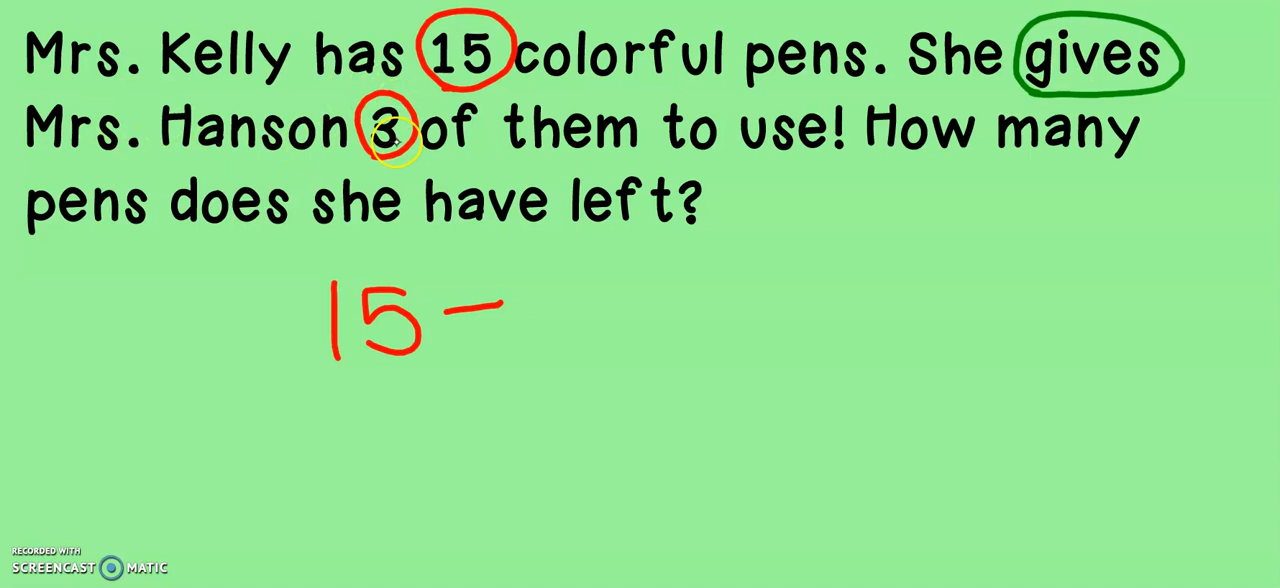 Mrs. Kelly has 15 colorful pens. She gives
Mrs. Hanson 3 of them to use! How many
pens does she have left?
15 –
RECORDED WITH
SCREENCAST MATIC